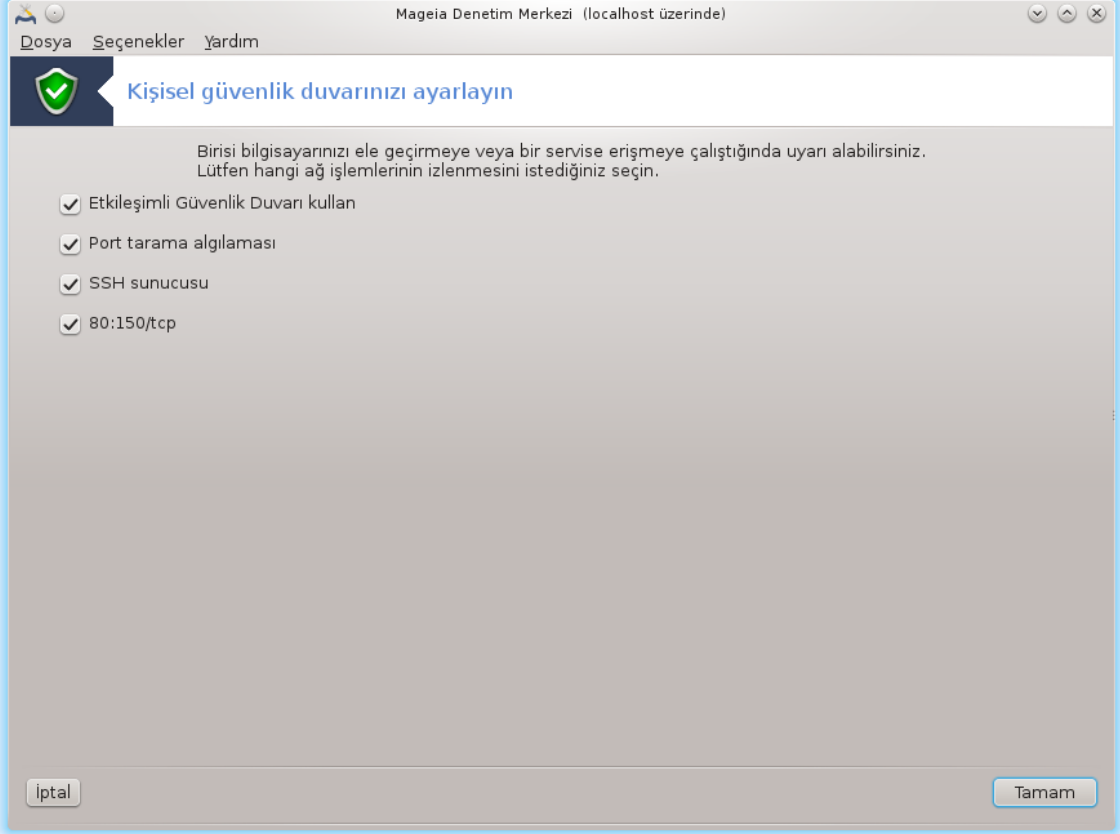 Mageia Denetim Merkezi (localhost üzerinde)
Dosya Seçenekler Yardım
Kişisel güvenlik duvarınızı ayarlayın
Birisi bilgisayarınızı ele geçirmeye veya bir servise erişmeye çalıştığında uyarı alabilirsiniz.
Lütfen hangi ağ işlemlerinin izlenmesini istediğiniz seçin.
Etkileşimli Güvenlik Duvarı kullan
Port tarama algılaması
SSH sunucusu
80:150/tcp
İptal Tamam